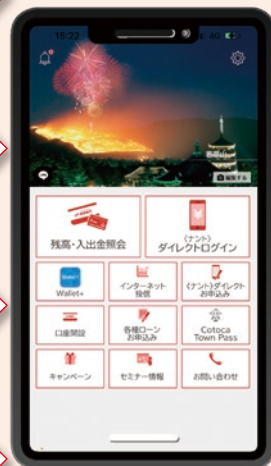 15:22
4G
若草山
編集する
残高・入出金照会
〈ナント〉
ダイレクトログイン
Wallet+
インターネット
投信
〈ナント〉ダイレクト
お申込み
口座開設
各種ローン
お申込み
Cotoca
Town Pass
キャンペーン
セミナー情報
お問い合わせ